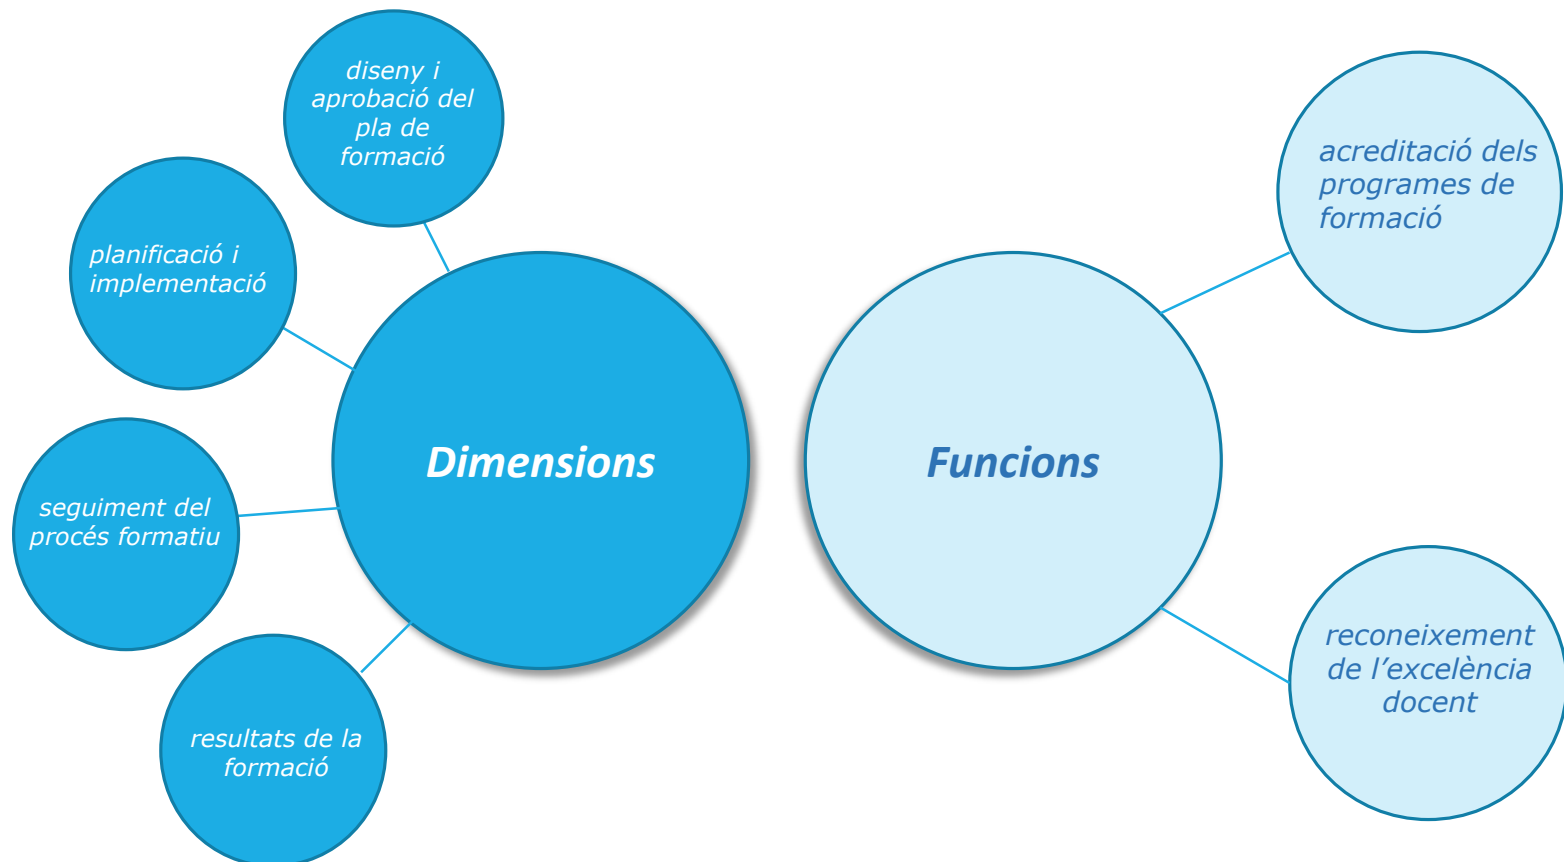 diseny i
aprobació del
pla de
formació
planificació i
implementació
seguiment del
procés formatiu
resultats de la
formació
Dimensions
Funcions
acreditació dels
programes de
formació
reconeixement
de l’excelència
docent